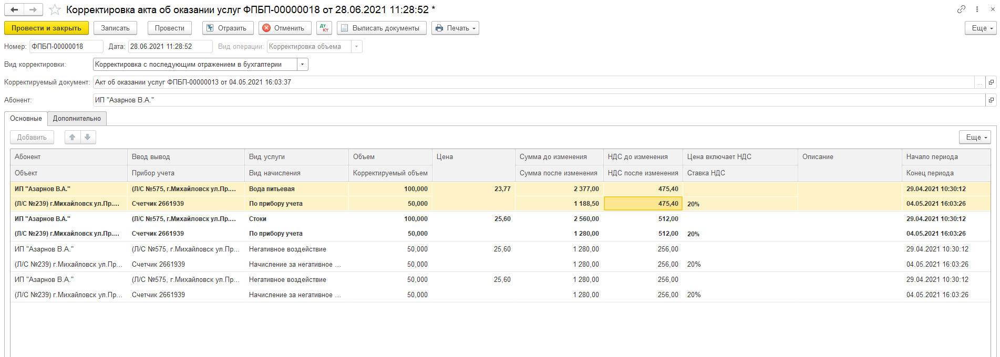 Корректировка акта об оказании услуг ФПБП-00000018 от 28.06.2021 11:28:52 *
Провести и закрыть Записать Провести Отразить Отменить Дт Кт Выписать документы Печать Еще
Номер: ФПБП-00000018 Дата: 28.06.2021 11:28:52 Вид операции: Корректировка объема
Вид корректировки: Корректировка с последующим отражением в бухгалтерии
Корректируемый документ: Акт об оказании услуг ФПБП-00000013 от 04.05.2021 16:03:37 ...
Абонент: ИП "Азарнов В.А."
Основные Дополнительно
Добавить Еще
Абонент Ввод вывод Вид услуги Объем Цена Сумма до изменения НДС до изменения Цена включает НДС Описание Начало периода
Объект Прибор учета Вид начисления Корректируемый объем Сумма после изменения НДС после изменения Ставка НДС Конец периода
ИП "Азарнов В.А." (Л/С №575, г.Михайловск ул.Пр.... Вода питьевая 100,000 23,77 2 377,00 475,40 29.04.2021 10:30:12
(Л/С №239) г.Михайловск ул.Пр.... Счетчик 2661939 По прибору учета 50,000 1 188,50 475,40 20% 04.05.2021 16:03:26
ИП "Азарнов В.А." (Л/С №575, г.Михайловск ул.Пр.... Стоки 100,000 25,60 2 560,00 512,00 29.04.2021 10:30:12
(Л/С №239) г.Михайловск ул.Пр.... Счетчик 2661939 По прибору учета 50,000 1 280,00 512,00 20% 04.05.2021 16:03:26
ИП "Азарнов В.А." (Л/С №575, г.Михайловск ул.Пр... Негативное воздействие 50,000 25,60 1 280,00 256,00 29.04.2021 10:30:12
(Л/С №239) г.Михайловск ул.Пр... Счетчик 2661939 Начисление за негативное ... 50,000 1 280,00 256,00 20% 04.05.2021 16:03:26
ИП "Азарнов В.А." (Л/С №575, г.Михайловск ул.Пр... Негативное воздействие 50,000 25,60 1 280,00 256,00 29.04.2021 10:30:12
(Л/С №239) г.Михайловск ул.Пр... Счетчик 2661939 Начисление за негативное ... 50,000 1 280,00 256,00 20% 04.05.2021 16:03:26